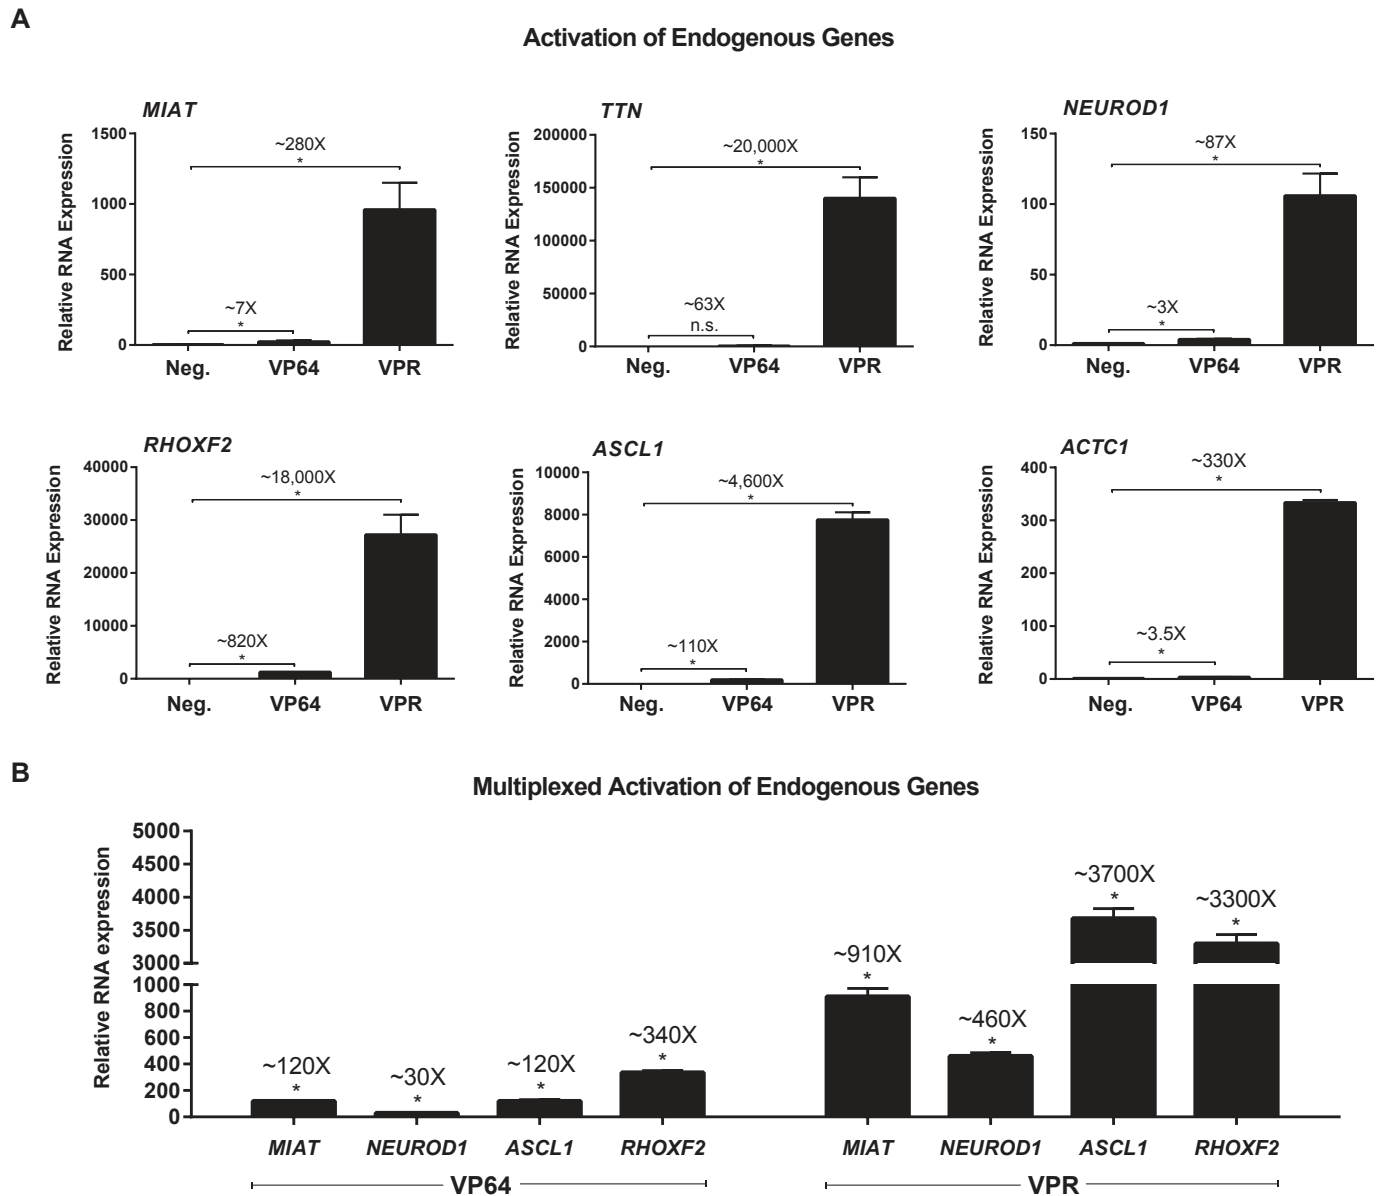 A
Activation of Endogenous Genes
MIAT
Relative RNA Expression
1500
1000
500
0
~280X
*
~7X
*
Neg. VP64 VPR
TTN
Relative RNA Expression
200000
150000
100000
50000
0
~20,000X
*
~63X
n.s.
Neg. VP64 VPR
NEUROD1
Relative RNA Expression
150
100
50
0
~87X
*
~3X
*
Neg. VP64 VPR
RHOXF2
Relative RNA Expression
40000
30000
20000
10000
0
~18,000X
*
~820X
*
Neg. VP64 VPR
ASCL1
Relative RNA Expression
10000
8000
6000
4000
2000
0
~4,600X
*
~110X
*
Neg. VP64 VPR
ACTC1
Relative RNA Expression
400
300
200
100
0
~330X
*
~3.5X
*
Neg. VP64 VPR
B
Multiplexed Activation of Endogenous Genes
Relative RNA expression
5000
4500
4000
3500
3000
1000
800
600
400
200
0
~120X
*
~30X
*
~120X
*
~340X
*
~910X
*
~460X
*
~3700X
*
~3300X
*
MIAT NEUROD1 ASCL1 RHOXF2 MIAT NEUROD1 ASCL1 RHOXF2
VP64 VPR